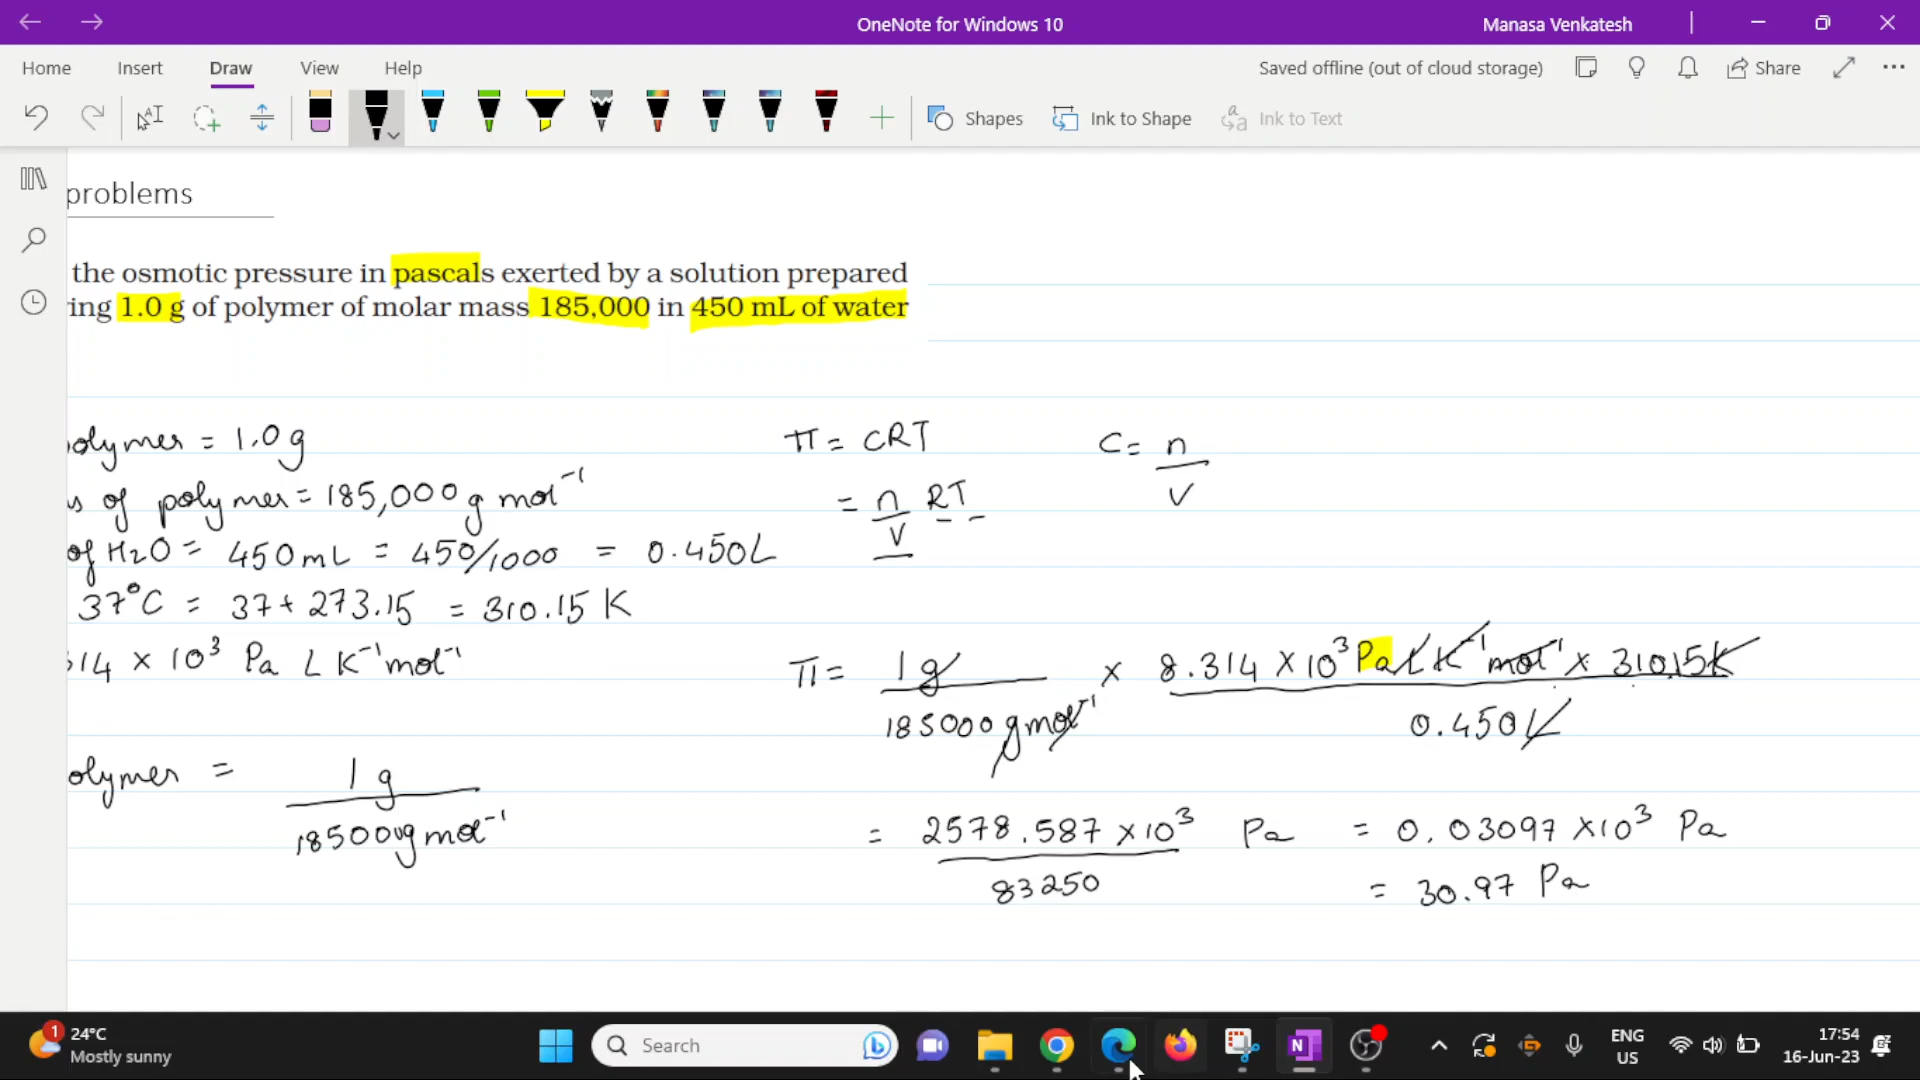 OneNote for Windows 10
Manasa Venkatesh
Home Insert Draw View Help
Saved offline (out of cloud storage)
Share
Shapes
Ink to Shape
Ink to Text
problems
the osmotic pressure in pascals exerted by a solution prepared
ing 1.0 g of polymer of molar mass 185,000 in 450 mL of water
olymer = 1.0 g
π = CRT
C = n/V
s of polymer = 185,000 g mol⁻¹
= n/V RT
of H2O = 450 mL = 450/1000 = 0.450 L
37°C = 37 + 273.15 = 310.15 K
314 × 10³ Pa L K⁻¹ mol⁻¹
π = 1 g / 185000 g mol⁻¹ × 8.314 × 10³ Pa L K⁻¹ mol⁻¹ × 310.15 K / 0.450 L
olymer = 1 g / 185000 g mol⁻¹
= 2578.587 × 10³ / 83250 Pa = 0.03097 × 10³ Pa
= 30.97 Pa
1
24°C
Mostly sunny
Search
ENG
US
17:54
16-Jun-23